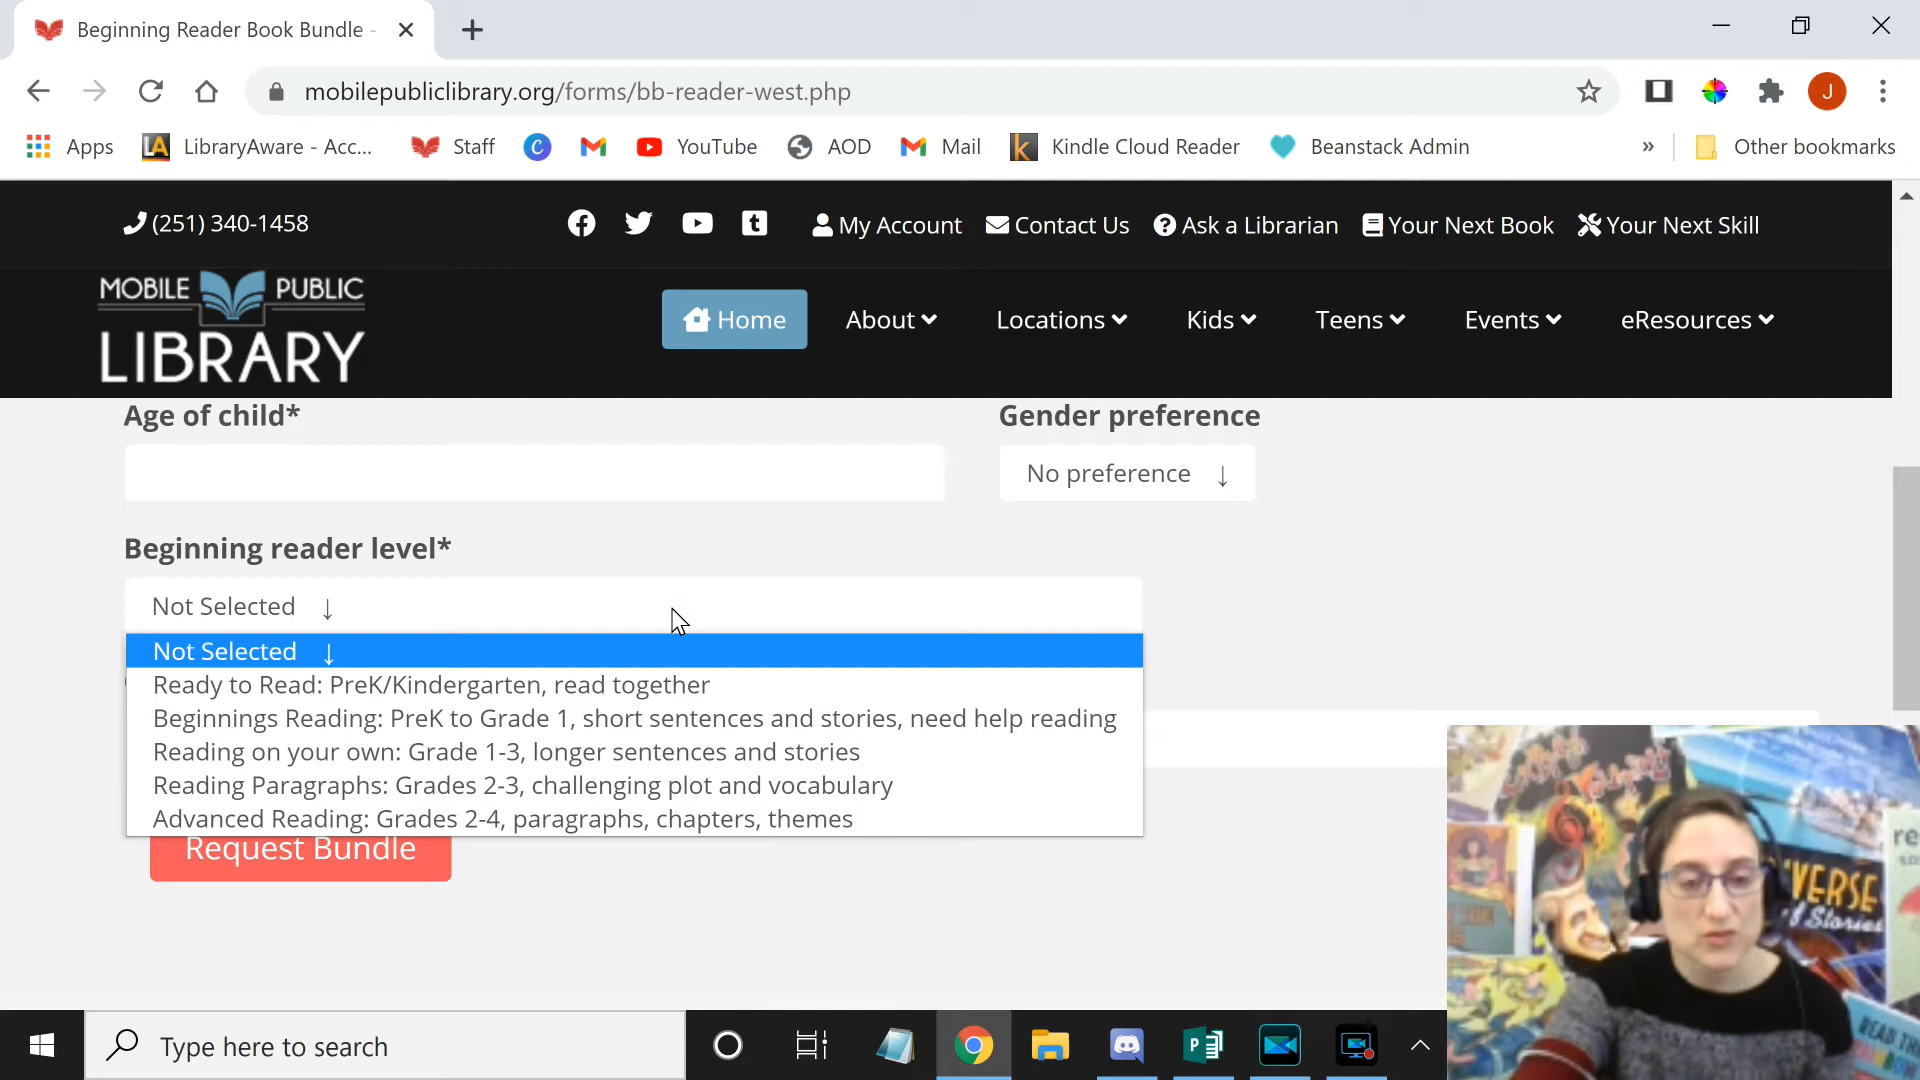 Beginning Reader Book Bundle -
mobilepubliclibrary.org/forms/bb-reader-west.php
J
Apps
LA LibraryAware - Acc...
Staff
C
YouTube
AOD
Mail
k Kindle Cloud Reader
Beanstack Admin
»
Other bookmarks
(251) 340-1458
My Account
Contact Us
Ask a Librarian
Your Next Book
Your Next Skill
MOBILE PUBLIC
LIBRARY
Home
About
Locations
Kids
Teens
Events
eResources
Age of child*
Gender preference
No preference ↓
Beginning reader level*
Not Selected ↓
Not Selected ↓
Ready to Read: PreK/Kindergarten, read together
Beginnings Reading: PreK to Grade 1, short sentences and stories, need help reading
Reading on your own: Grade 1-3, longer sentences and stories
Reading Paragraphs: Grades 2-3, challenging plot and vocabulary
Advanced Reading: Grades 2-4, paragraphs, chapters, themes
Request Bundle
VERSE
of Stories
re
READ THE
Type here to search
P